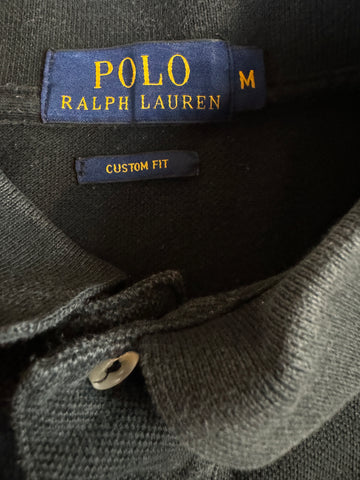 POLO
RALPH LAUREN
M
CUSTOM FIT